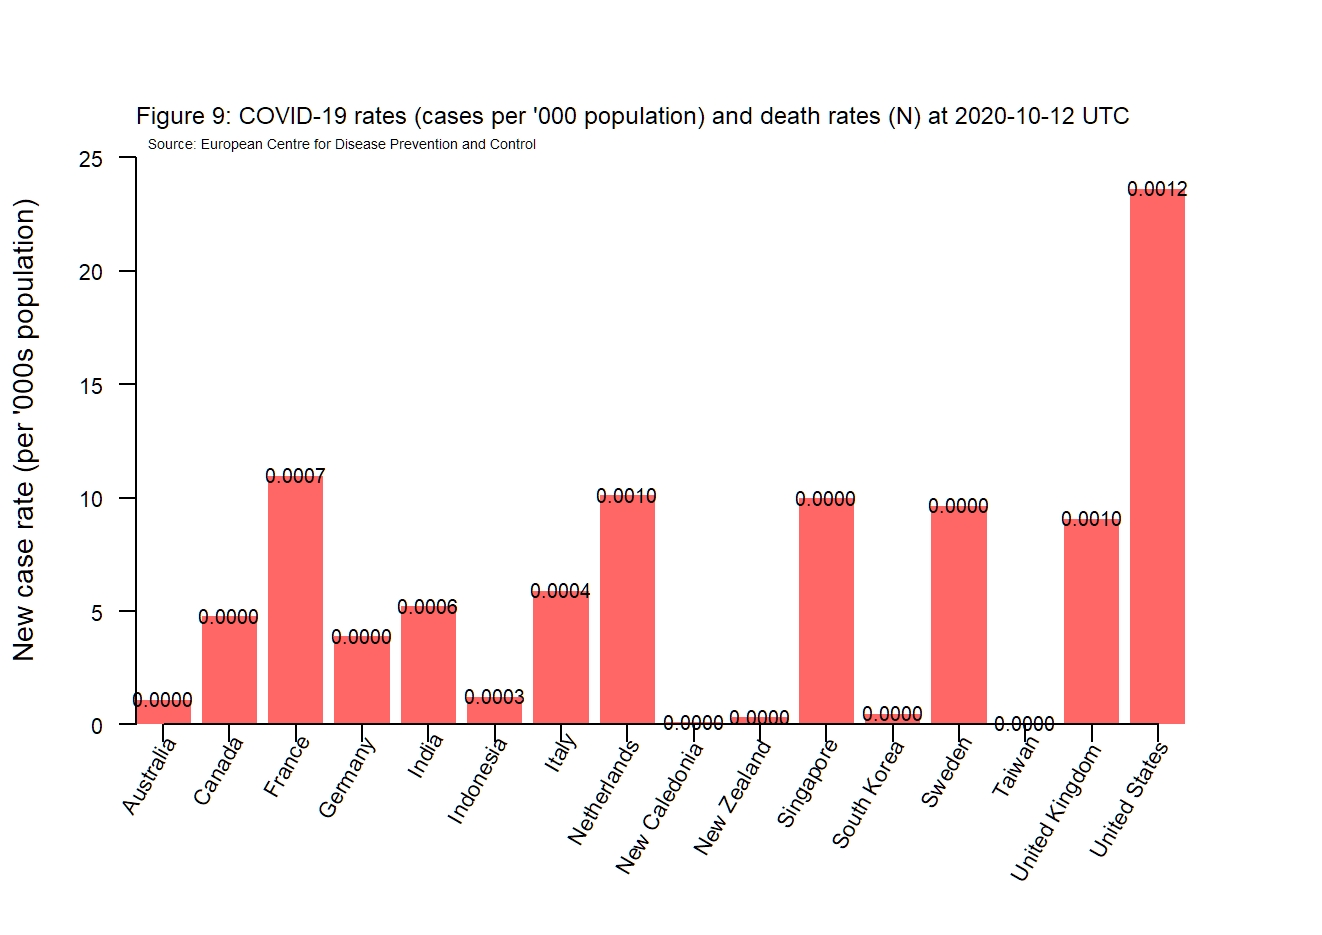 Figure 9: COVID-19 rates (cases per '000 population) and death rates (N) at 2020-10-12 UTC
Source: European Centre for Disease Prevention and Control
New case rate (per '000s population)
25
20
15
10
5
0
0.0000
0.0000
0.0007
0.0000
0.0006
0.0003
0.0004
0.0010
0.0000
0.0000
0.0000
0.0000
0.0000
0.0000
0.0010
0.0012
Australia
Canada
France
Germany
India
Indonesia
Italy
Netherlands
New Caledonia
New Zealand
Singapore
South Korea
Sweden
Taiwan
United Kingdom
United States